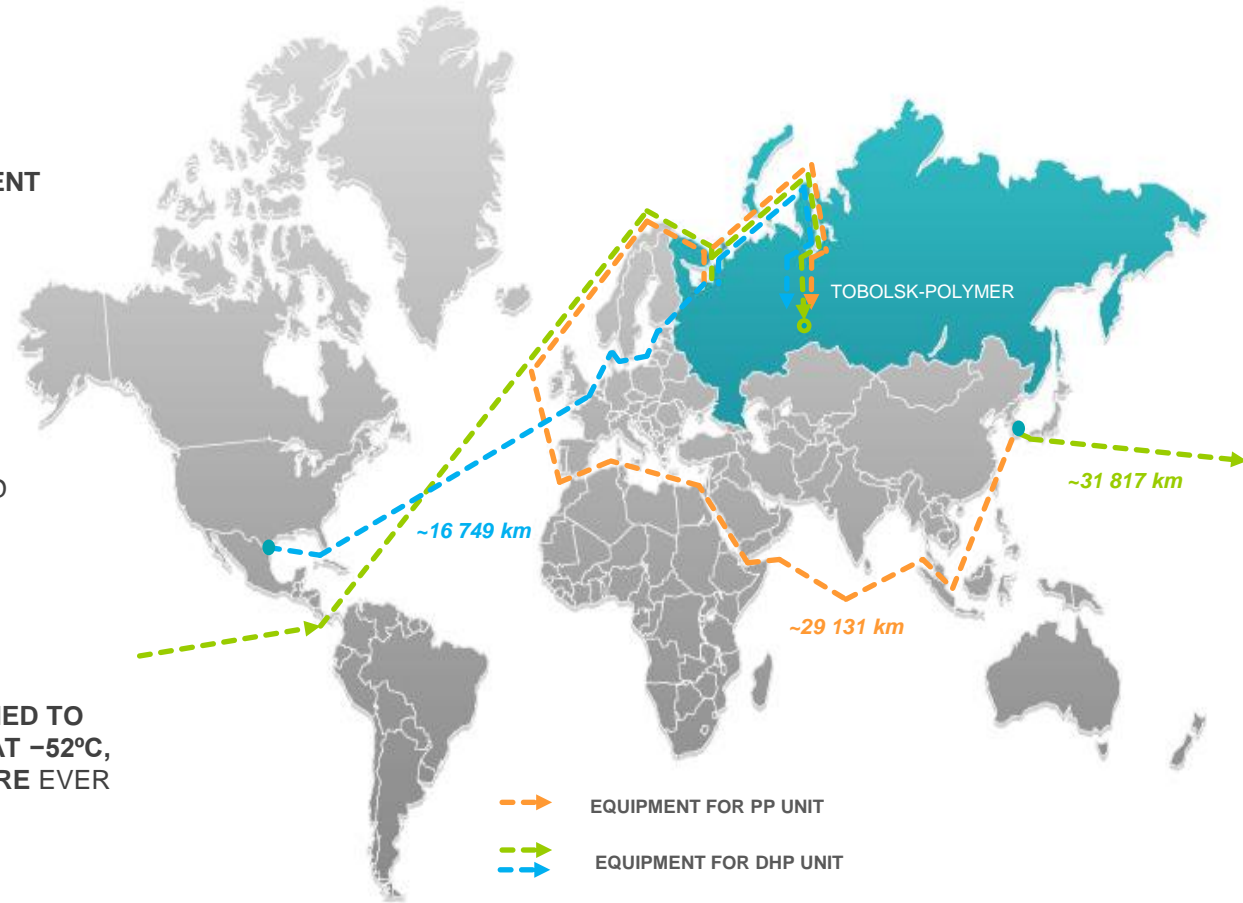 ENT
TOBOLSK-POLYMER
~31 817 km
~16 749 km
~29 131 km
TO
AT −52ºC,
RE EVER
EQUIPMENT FOR PP UNIT
EQUIPMENT FOR DHP UNIT